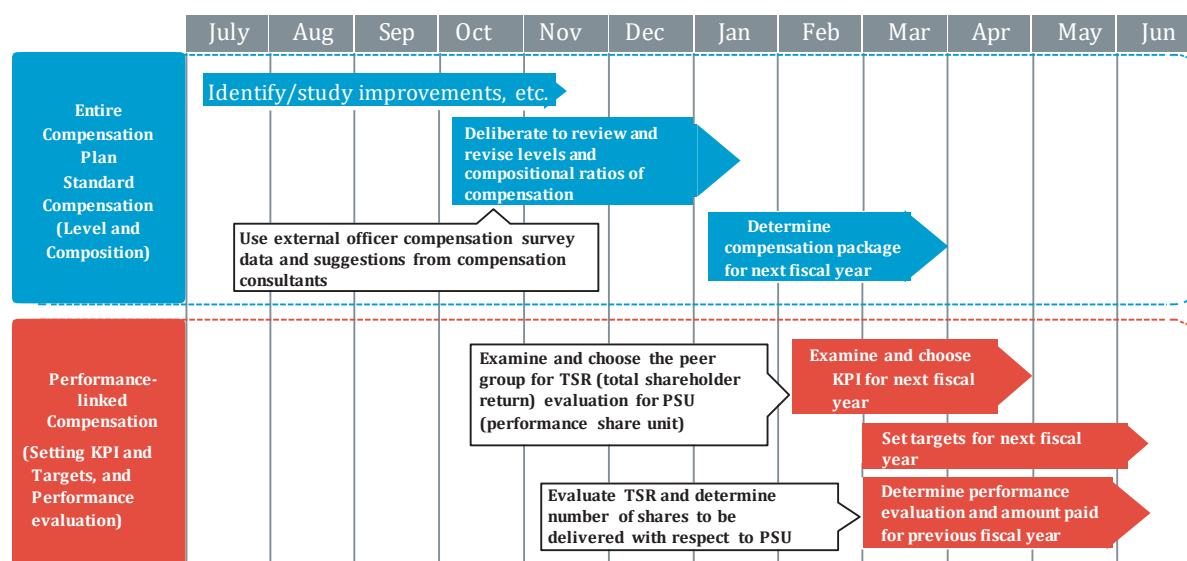 July Aug Sep Oct Nov Dec Jan Feb Mar Apr May Jun
Entire
Compensation
Plan
Standard
Compensation
(Level and
Composition)
Identify/study improvements, etc.
Deliberate to review and
revise levels and
compositional ratios of
compensation
Use external officer compensation survey
data and suggestions from compensation
consultants
Determine
compensation package
for next fiscal year
Performance-
linked
Compensation
(Setting KPI and
Targets, and
Performance
evaluation)
Examine and choose the peer
group for TSR (total shareholder
return) evaluation for PSU
(performance share unit)
Examine and choose
KPI for next fiscal
year
Set targets for next fiscal
year
Evaluate TSR and determine
number of shares to be
delivered with respect to PSU
Determine performance
evaluation and amount paid
for previous fiscal year